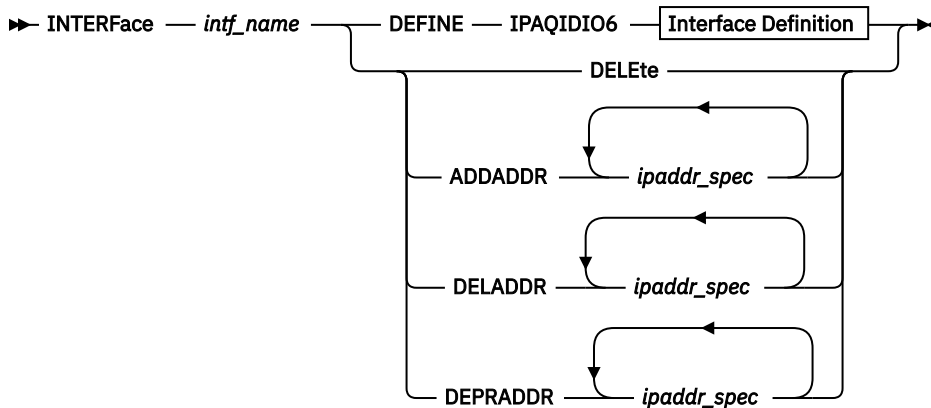 INTERFace intf_name DEFINE IPAQIDIO6 Interface Definition
DELEte
ADDADDR ipaddr_spec
DELADDR ipaddr_spec
DEPRADDR ipaddr_spec